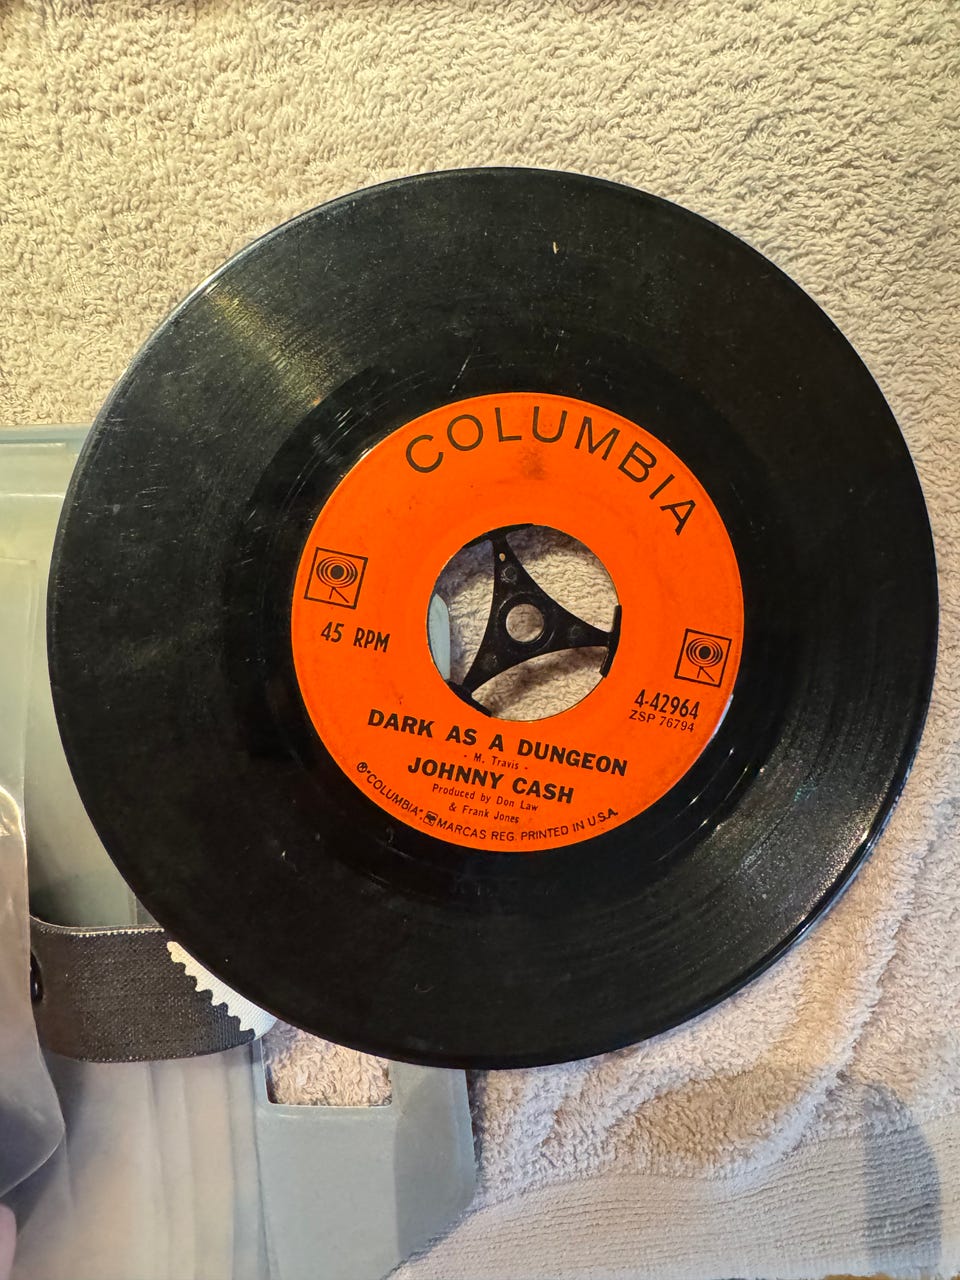 COLUMBIA
45 RPM
4-42964
ZSP 76794
DARK AS A DUNGEON
- M. Travis -
JOHNNY CASH
Produced by Don Law
& Frank Jones
®"COLUMBIA", MARCAS REG. PRINTED IN U.S.A.